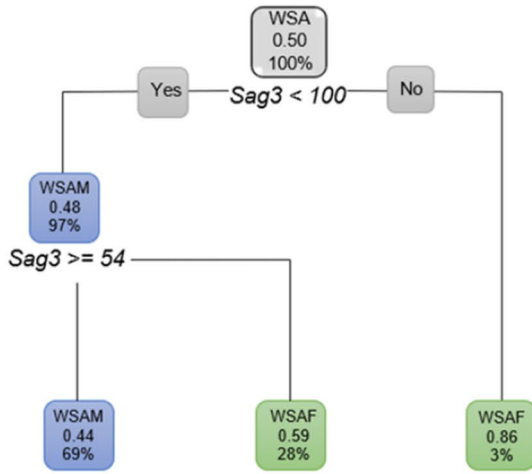 WSA
0.50
100%
Yes
Sag3 < 100
No
WSAM
0.48
97%
Sag3 >= 54
WSAM
0.44
69%
WSAF
0.59
28%
WSAF
0.86
3%